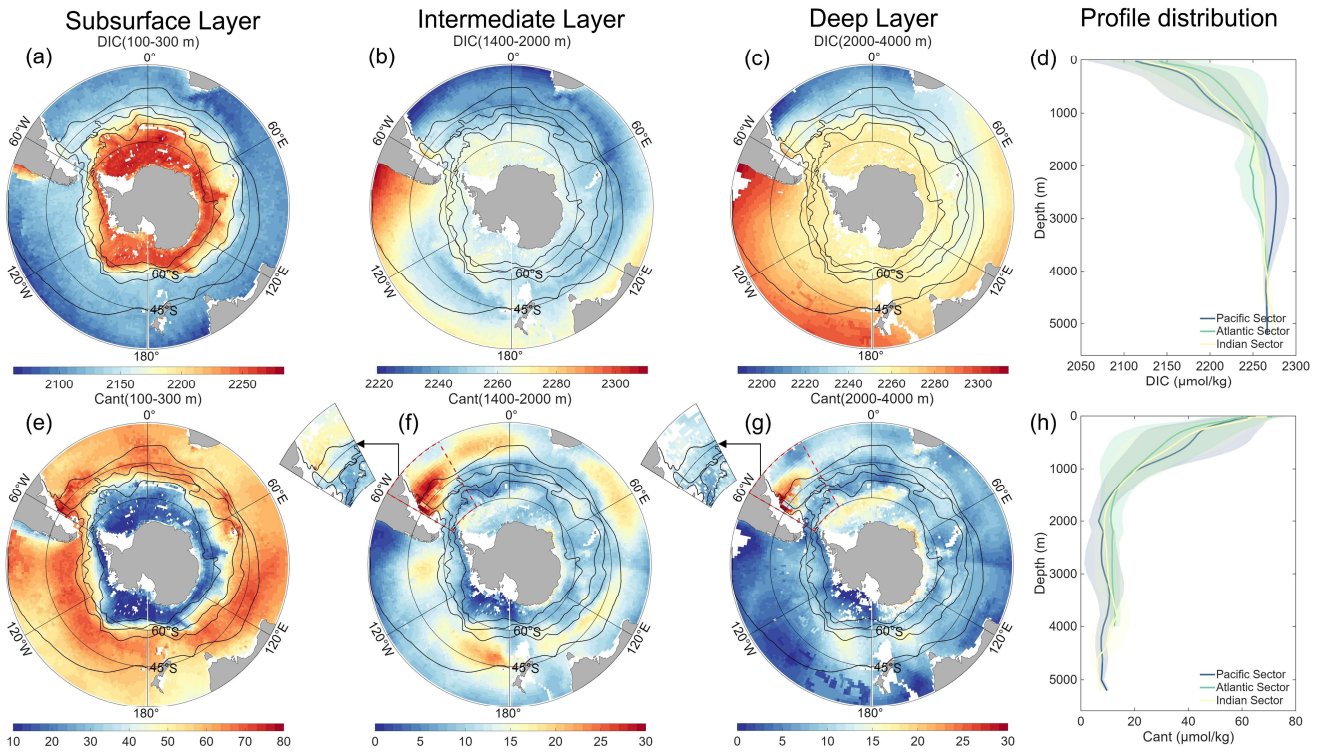 Subsurface Layer
Intermediate Layer
Deep Layer
Profile distribution
DIC(100-300 m)
DIC(1400-2000 m)
DIC(2000-4000 m)
(a)
0°
60°W
60°E
120°W
120°E
60°S
45°S
180°
2100 2150 2200 2250
(b)
0°
60°W
60°E
120°W
120°E
60°S
45°S
180°
2220 2240 2260 2280 2300
(c)
0°
60°W
60°E
120°W
120°E
60°S
45°S
180°
2200 2220 2240 2260 2280 2300
(d)
0
1000
2000
3000
4000
5000
Depth (m)
Pacific Sector
Atlantic Sector
Indian Sector
2050 2100 2150 2200 2250 2300
DIC (μmol/kg)
Cant(100-300 m)
Cant(1400-2000 m)
Cant(2000-4000 m)
(e)
0°
60°W
60°E
120°W
120°E
60°S
45°S
180°
10 20 30 40 50 60 70 80
(f)
0°
60°W
60°E
120°W
120°E
60°S
45°S
180°
0 5 10 15 20 25 30
(g)
0°
60°W
60°E
120°W
120°E
60°S
45°S
180°
0 5 10 15 20 25 30
(h)
0
1000
2000
3000
4000
5000
Depth (m)
Pacific Sector
Atlantic Sector
Indian Sector
0 20 40 60 80
Cant (μmol/kg)